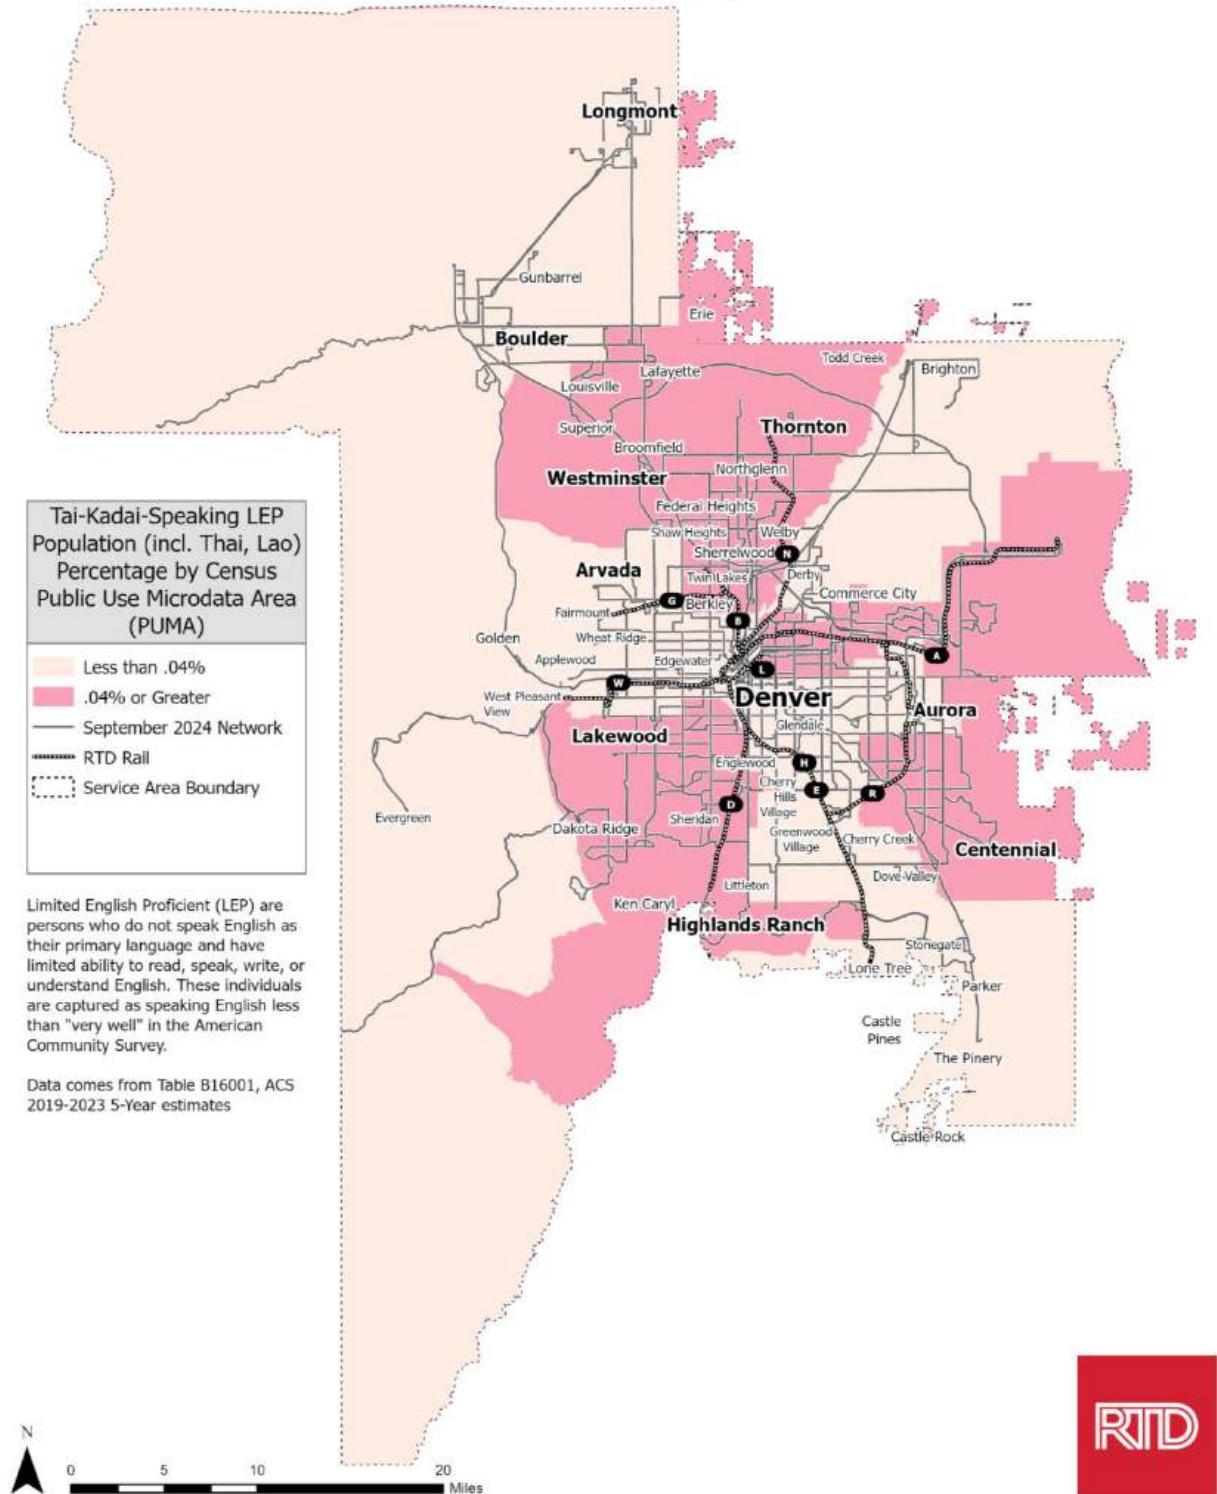 Longmont
Gunbarrel
Erie
Boulder
Todd Creek
Brighton
Lafayette
Louisville
Superior
Thornton
Broomfield
Northglenn
Westminster
Federal Heights
Shaw Heights
Welby
Sherrelwood
N
Arvada
Twin Lakes
Derby
Commerce City
G
Berkley
Fairmount
B
Golden
Wheat Ridge
Applewood
Edgewater
A
L
W
West Pleasant
View
Denver
Aurora
Glendale
Lakewood
Englewood
H
Cherry
Hills
Village
E
R
D
Evergreen
Sheridan
Dakota Ridge
Greenwood
Village
Cherry Creek
Centennial
Dove Valley
Littleton
Ken Caryl
Highlands Ranch
Stonegate
Lone Tree
Parker
Castle
Pines
The Pinery
Castle Rock
Tai-Kadai-Speaking LEP
Population (incl. Thai, Lao)
Percentage by Census
Public Use Microdata Area
(PUMA)
Less than .04%
.04% or Greater
September 2024 Network
RTD Rail
Service Area Boundary
Limited English Proficient (LEP) are
persons who do not speak English as
their primary language and have
limited ability to read, speak, write, or
understand English. These individuals
are captured as speaking English less
than "very well" in the American
Community Survey.
Data comes from Table B16001, ACS
2019-2023 5-Year estimates
N
0 5 10 20
Miles
RTD